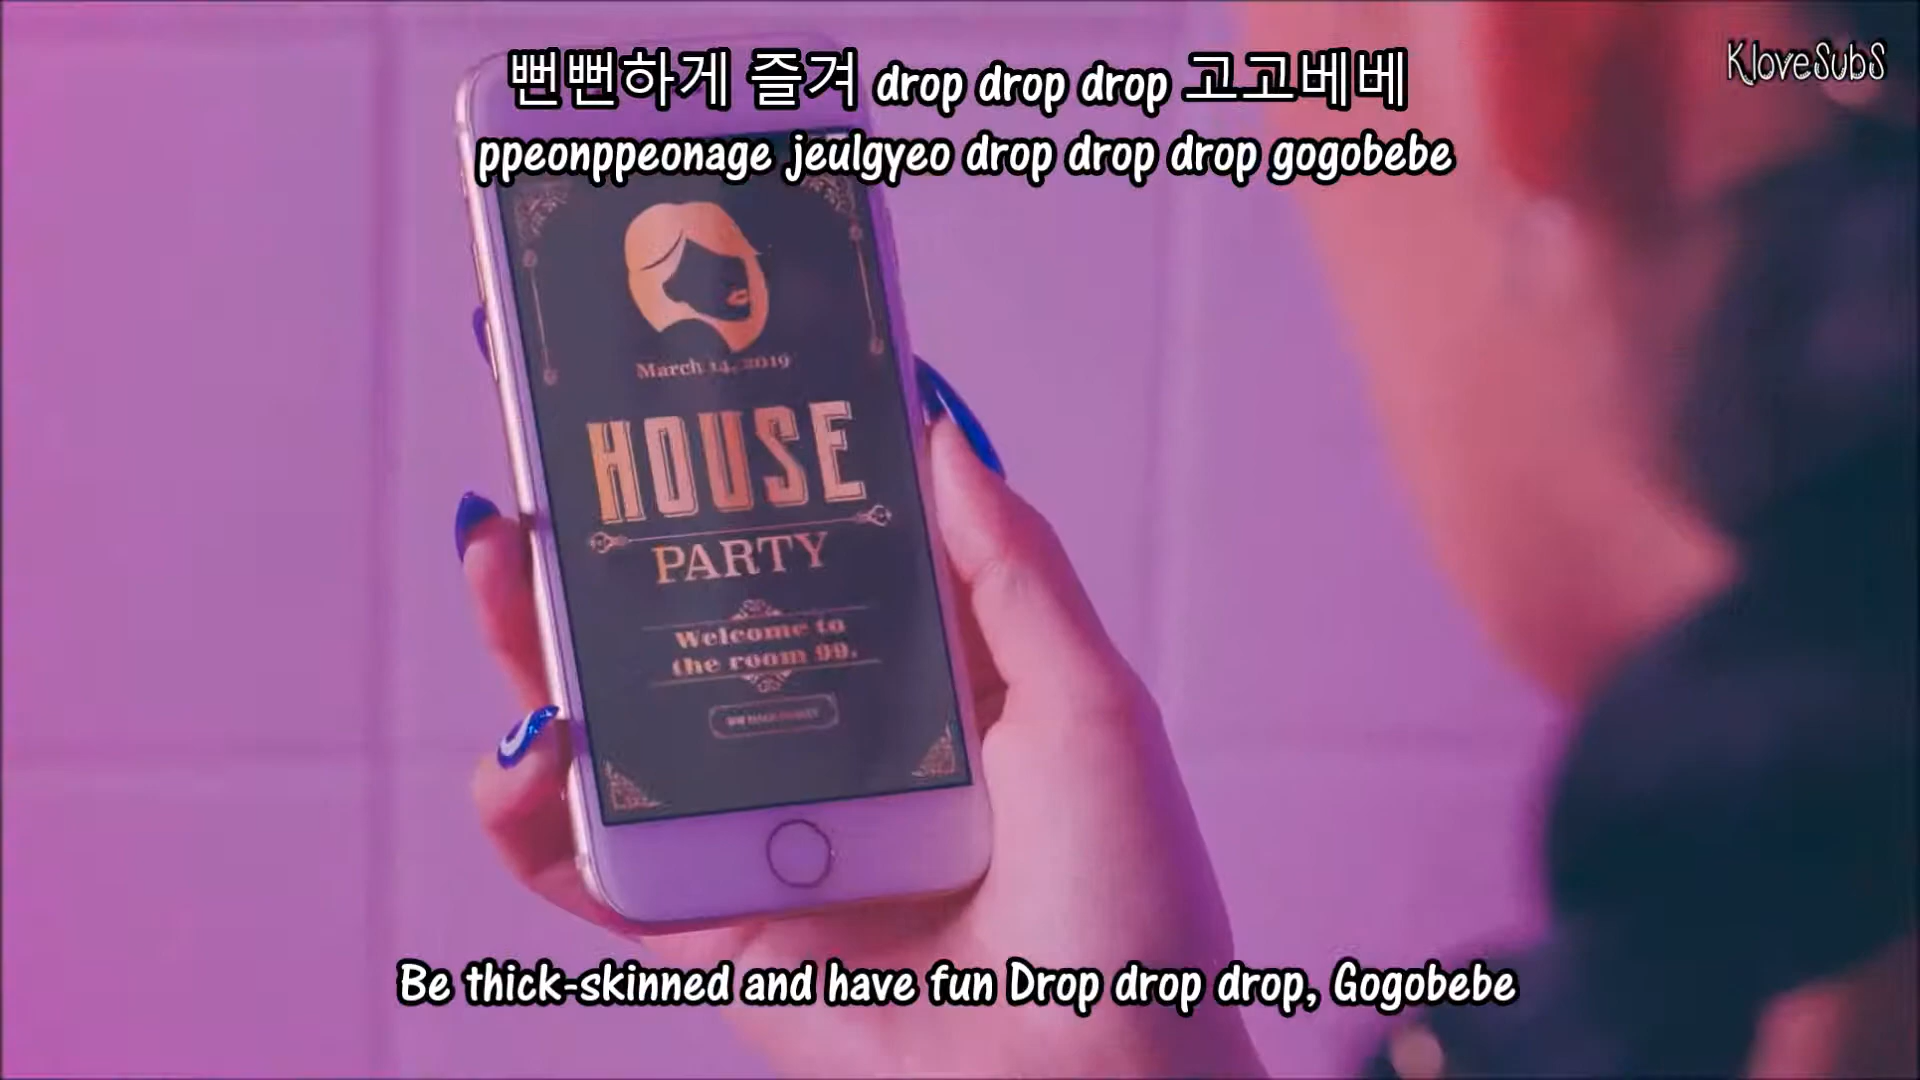 뻔뻔하게 즐겨 drop drop drop 고고베베
KloveSubS
ppeonppeonage jeulgyeo drop drop drop gogobebe
March 14, 2019
HOUSE
PARTY
Welcome to
the room 99.
Be thick-skinned and have fun Drop drop drop, Gogobebe